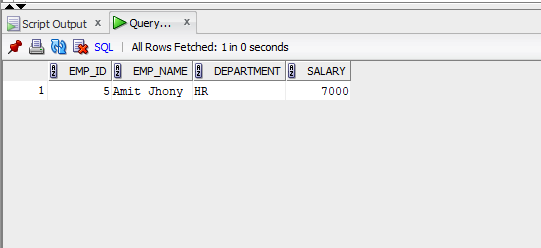 Script Output x Query... x
SQL All Rows Fetched: 1 in 0 seconds
EMP_ID EMP_NAME DEPARTMENT SALARY
1 5 Amit Jhony HR 7000